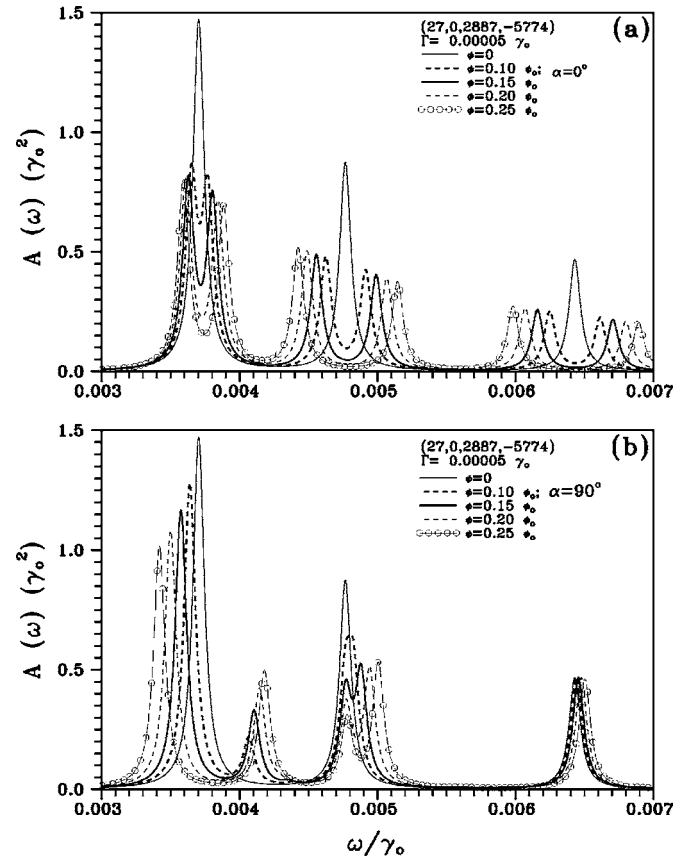 1.5
(a)
(27,0,2887,-5774)
Γ= 0.00005 γₒ
ϕ=0
ϕ=0.10 ϕₒ; α=0°
ϕ=0.15 ϕₒ
ϕ=0.20 ϕₒ
ϕ=0.25 ϕₒ
1.0
A (ω) (γₒ²)
0.5
0.0
0.003 0.004 0.005 0.006 0.007
1.5
(b)
(27,0,2887,-5774)
Γ= 0.00005 γₒ
ϕ=0
ϕ=0.10 ϕₒ; α=90°
ϕ=0.15 ϕₒ
ϕ=0.20 ϕₒ
ϕ=0.25 ϕₒ
1.0
A (ω) (γₒ²)
0.5
0.0
0.003 0.004 0.005 0.006 0.007
ω/γₒ